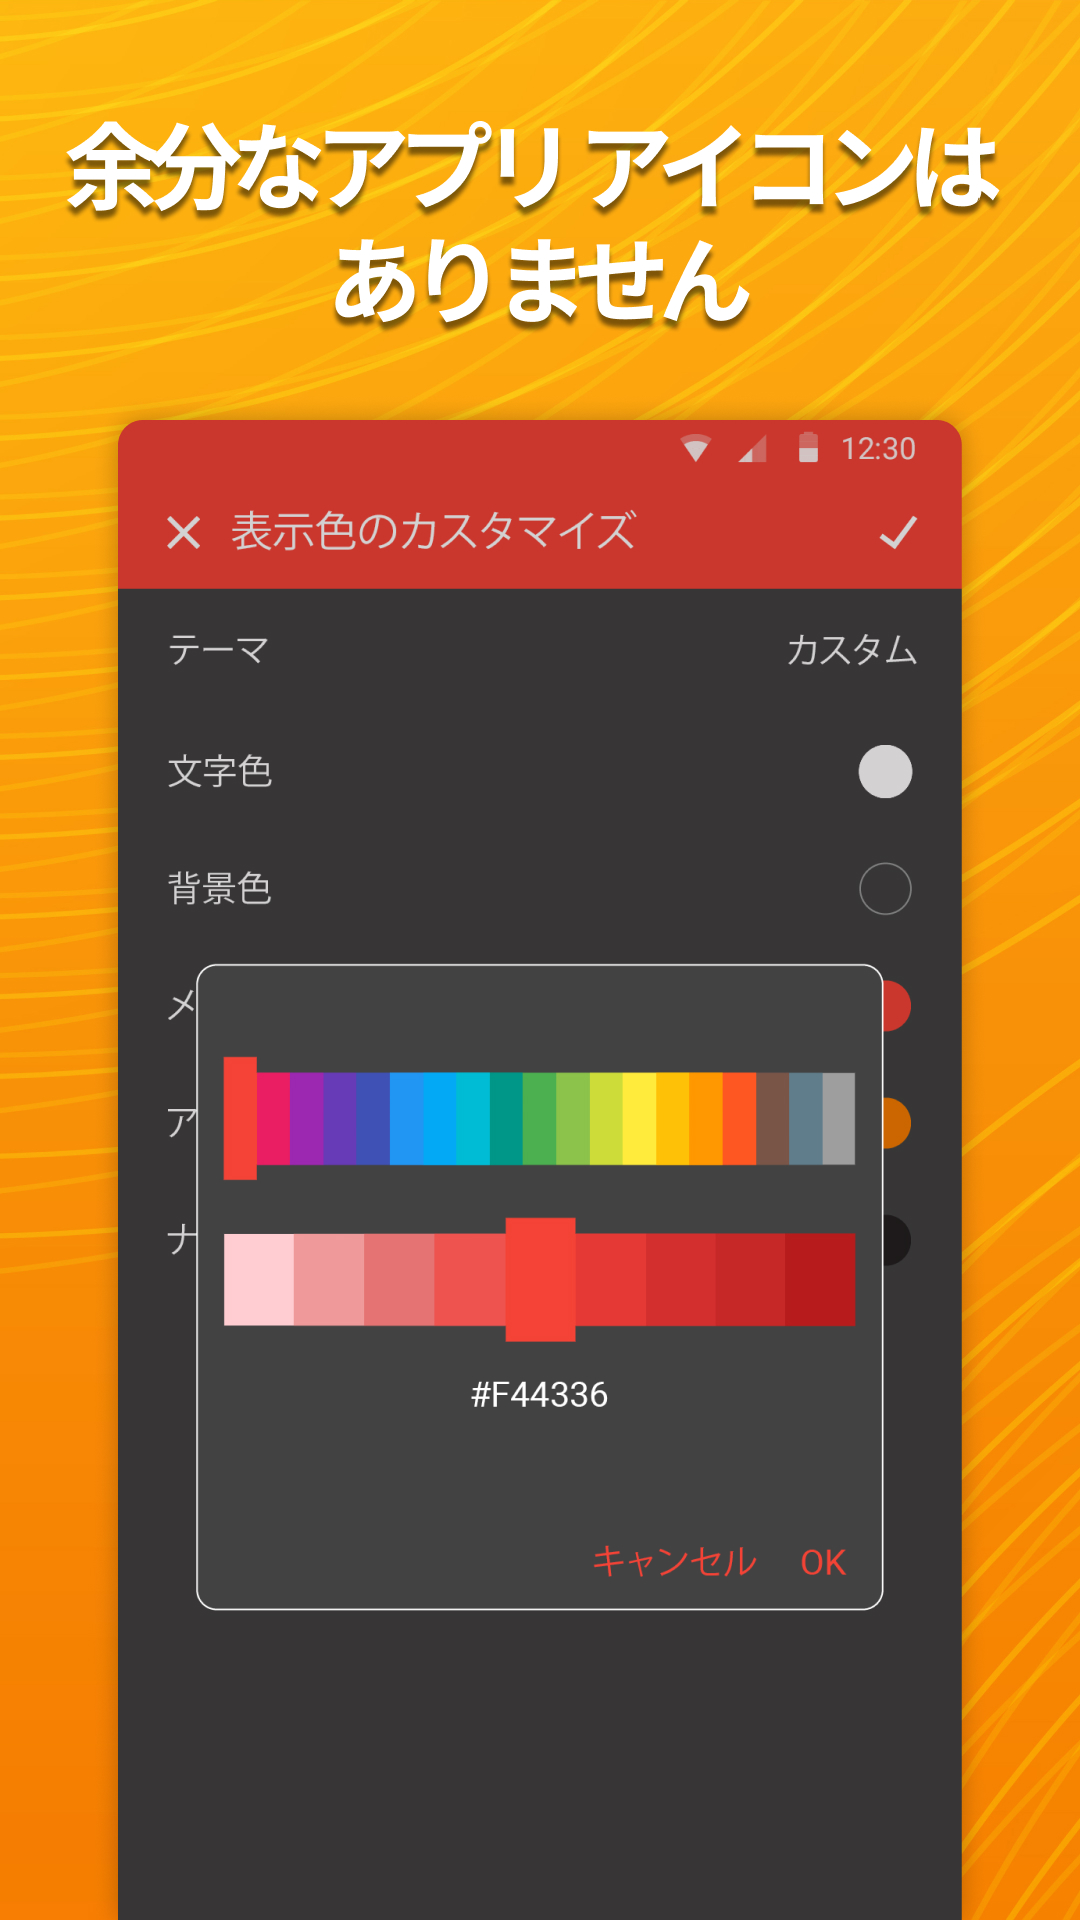 余分なアプリ アイコンは
ありません
12:30
表示色のカスタマイズ
テーマ
カスタム
文字色
背景色
メ
ア
ナ
#F44336
キャンセル
OK